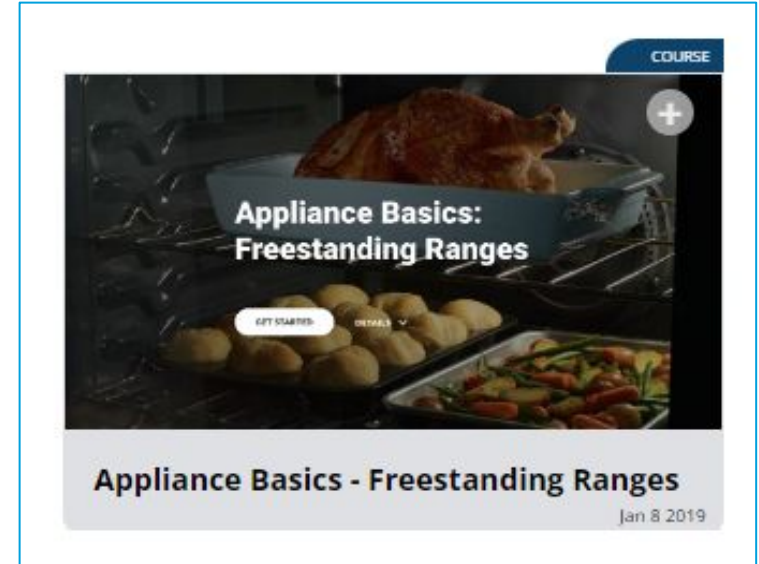 COURSE
Appliance Basics:
Freestanding Ranges
GET STARTED
DETAILS
Appliance Basics - Freestanding Ranges
Jan 8 2019